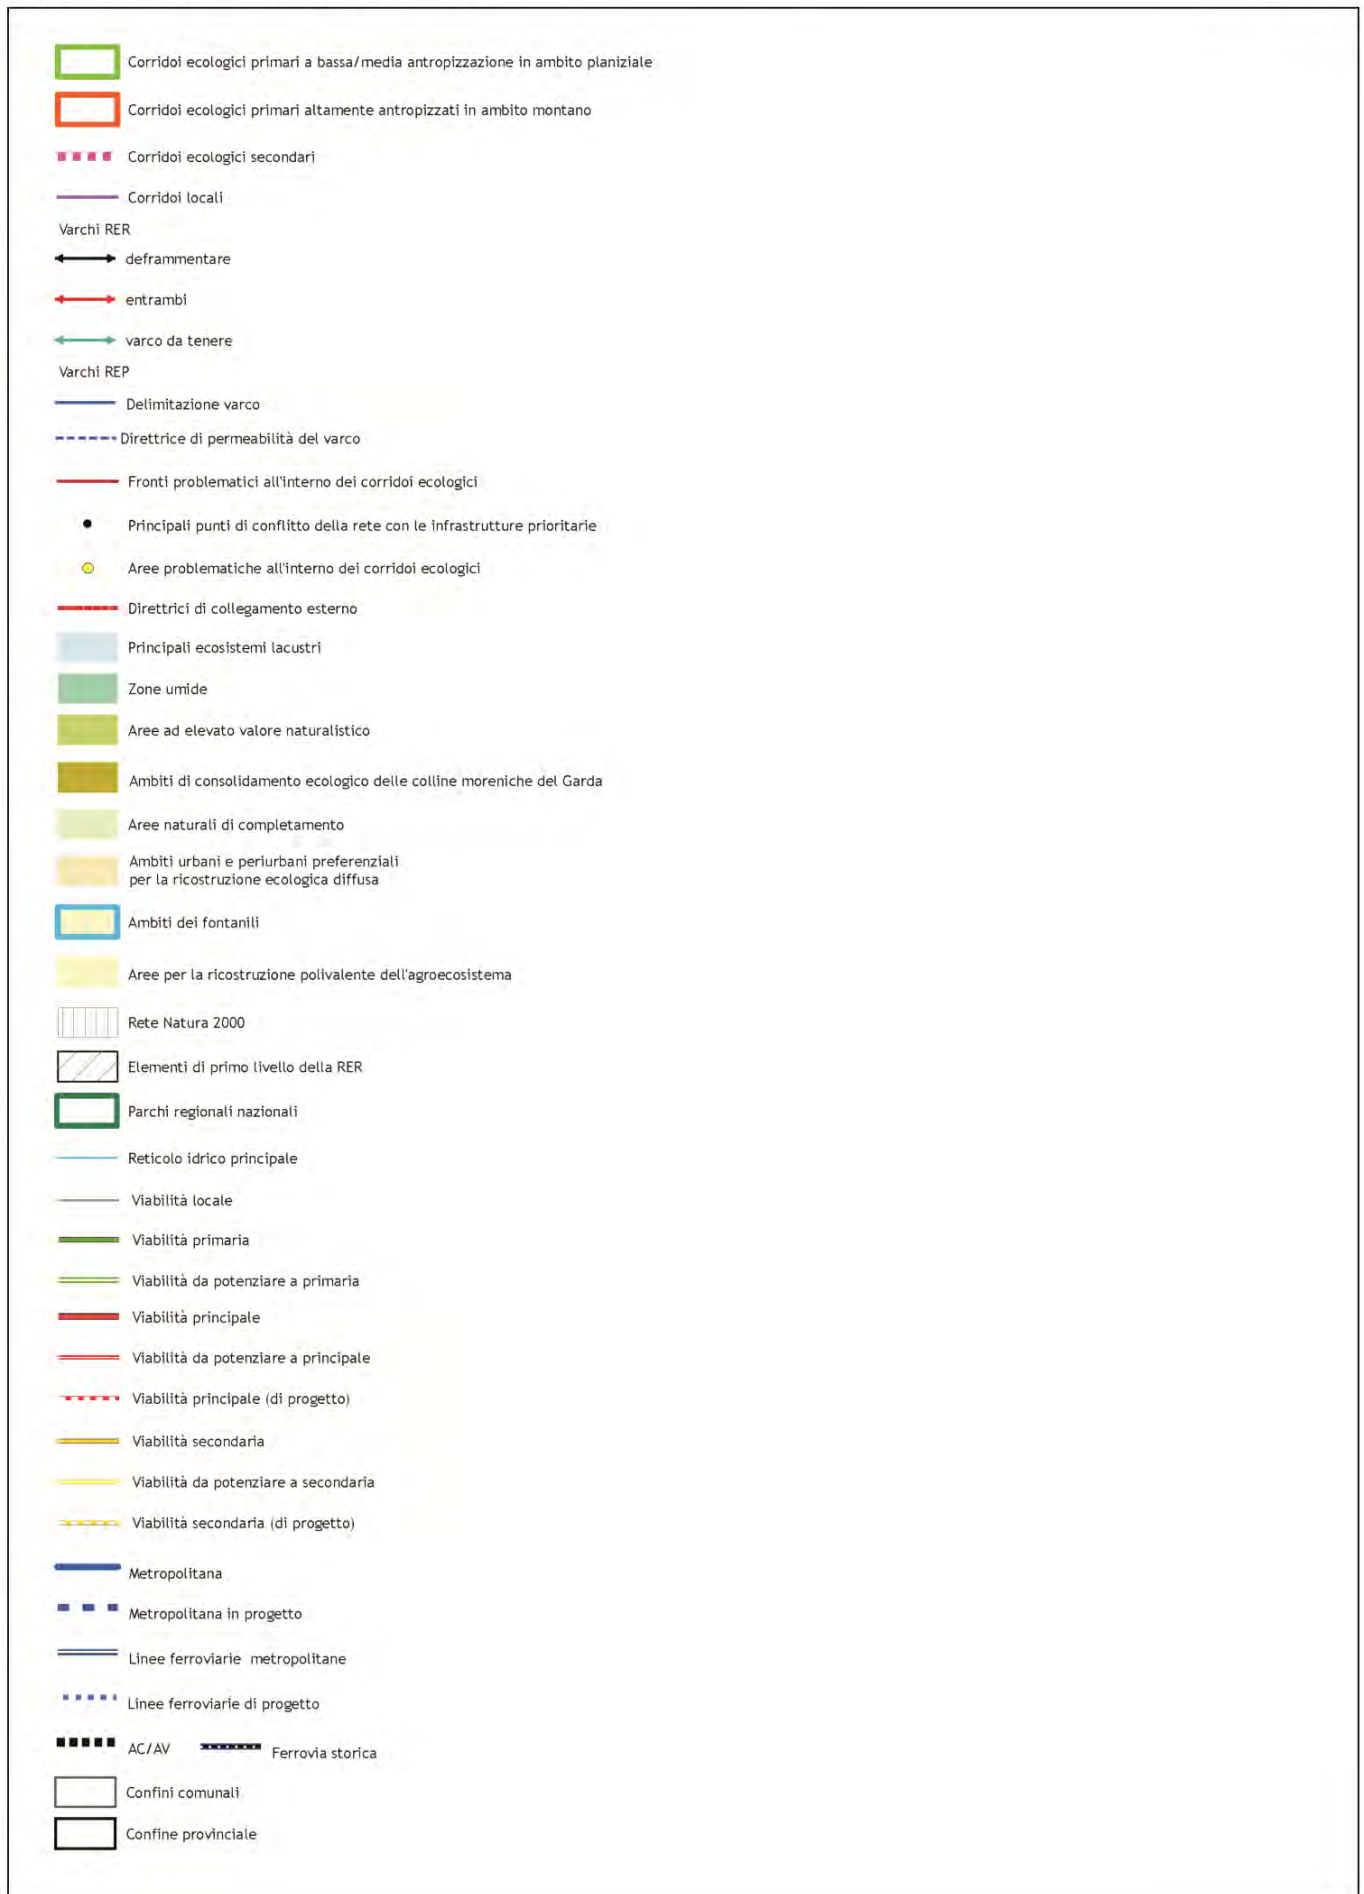 Corridoi ecologici primari a bassa/media antropizzazione in ambito planiziale
Corridoi ecologici primari altamente antropizzati in ambito montano
Corridoi ecologici secondari
Corridoi locali
Varchi RER
deframmentare
entrambi
varco da tenere
Varchi REP
Delimitazione varco
Direttrice di permeabilità del varco
Fronti problematici all'interno dei corridoi ecologici
Principali punti di conflitto della rete con le infrastrutture prioritarie
Aree problematiche all'interno dei corridoi ecologici
Direttrici di collegamento esterno
Principali ecosistemi lacustri
Zone umide
Aree ad elevato valore naturalistico
Ambiti di consolidamento ecologico delle colline moreniche del Garda
Aree naturali di completamento
Ambiti urbani e periurbani preferenziali
per la ricostruzione ecologica diffusa
Ambiti dei fontanili
Aree per la ricostruzione polivalente dell'agroecosistema
Rete Natura 2000
Elementi di primo livello della RER
Parchi regionali nazionali
Reticolo idrico principale
Viabilità locale
Viabilità primaria
Viabilità da potenziare a primaria
Viabilità principale
Viabilità da potenziare a principale
Viabilità principale (di progetto)
Viabilità secondaria
Viabilità da potenziare a secondaria
Viabilità secondaria (di progetto)
Metropolitana
Metropolitana in progetto
Linee ferroviarie metropolitane
Linee ferroviarie di progetto
AC/AV Ferrovia storica
Confini comunali
Confine provinciale